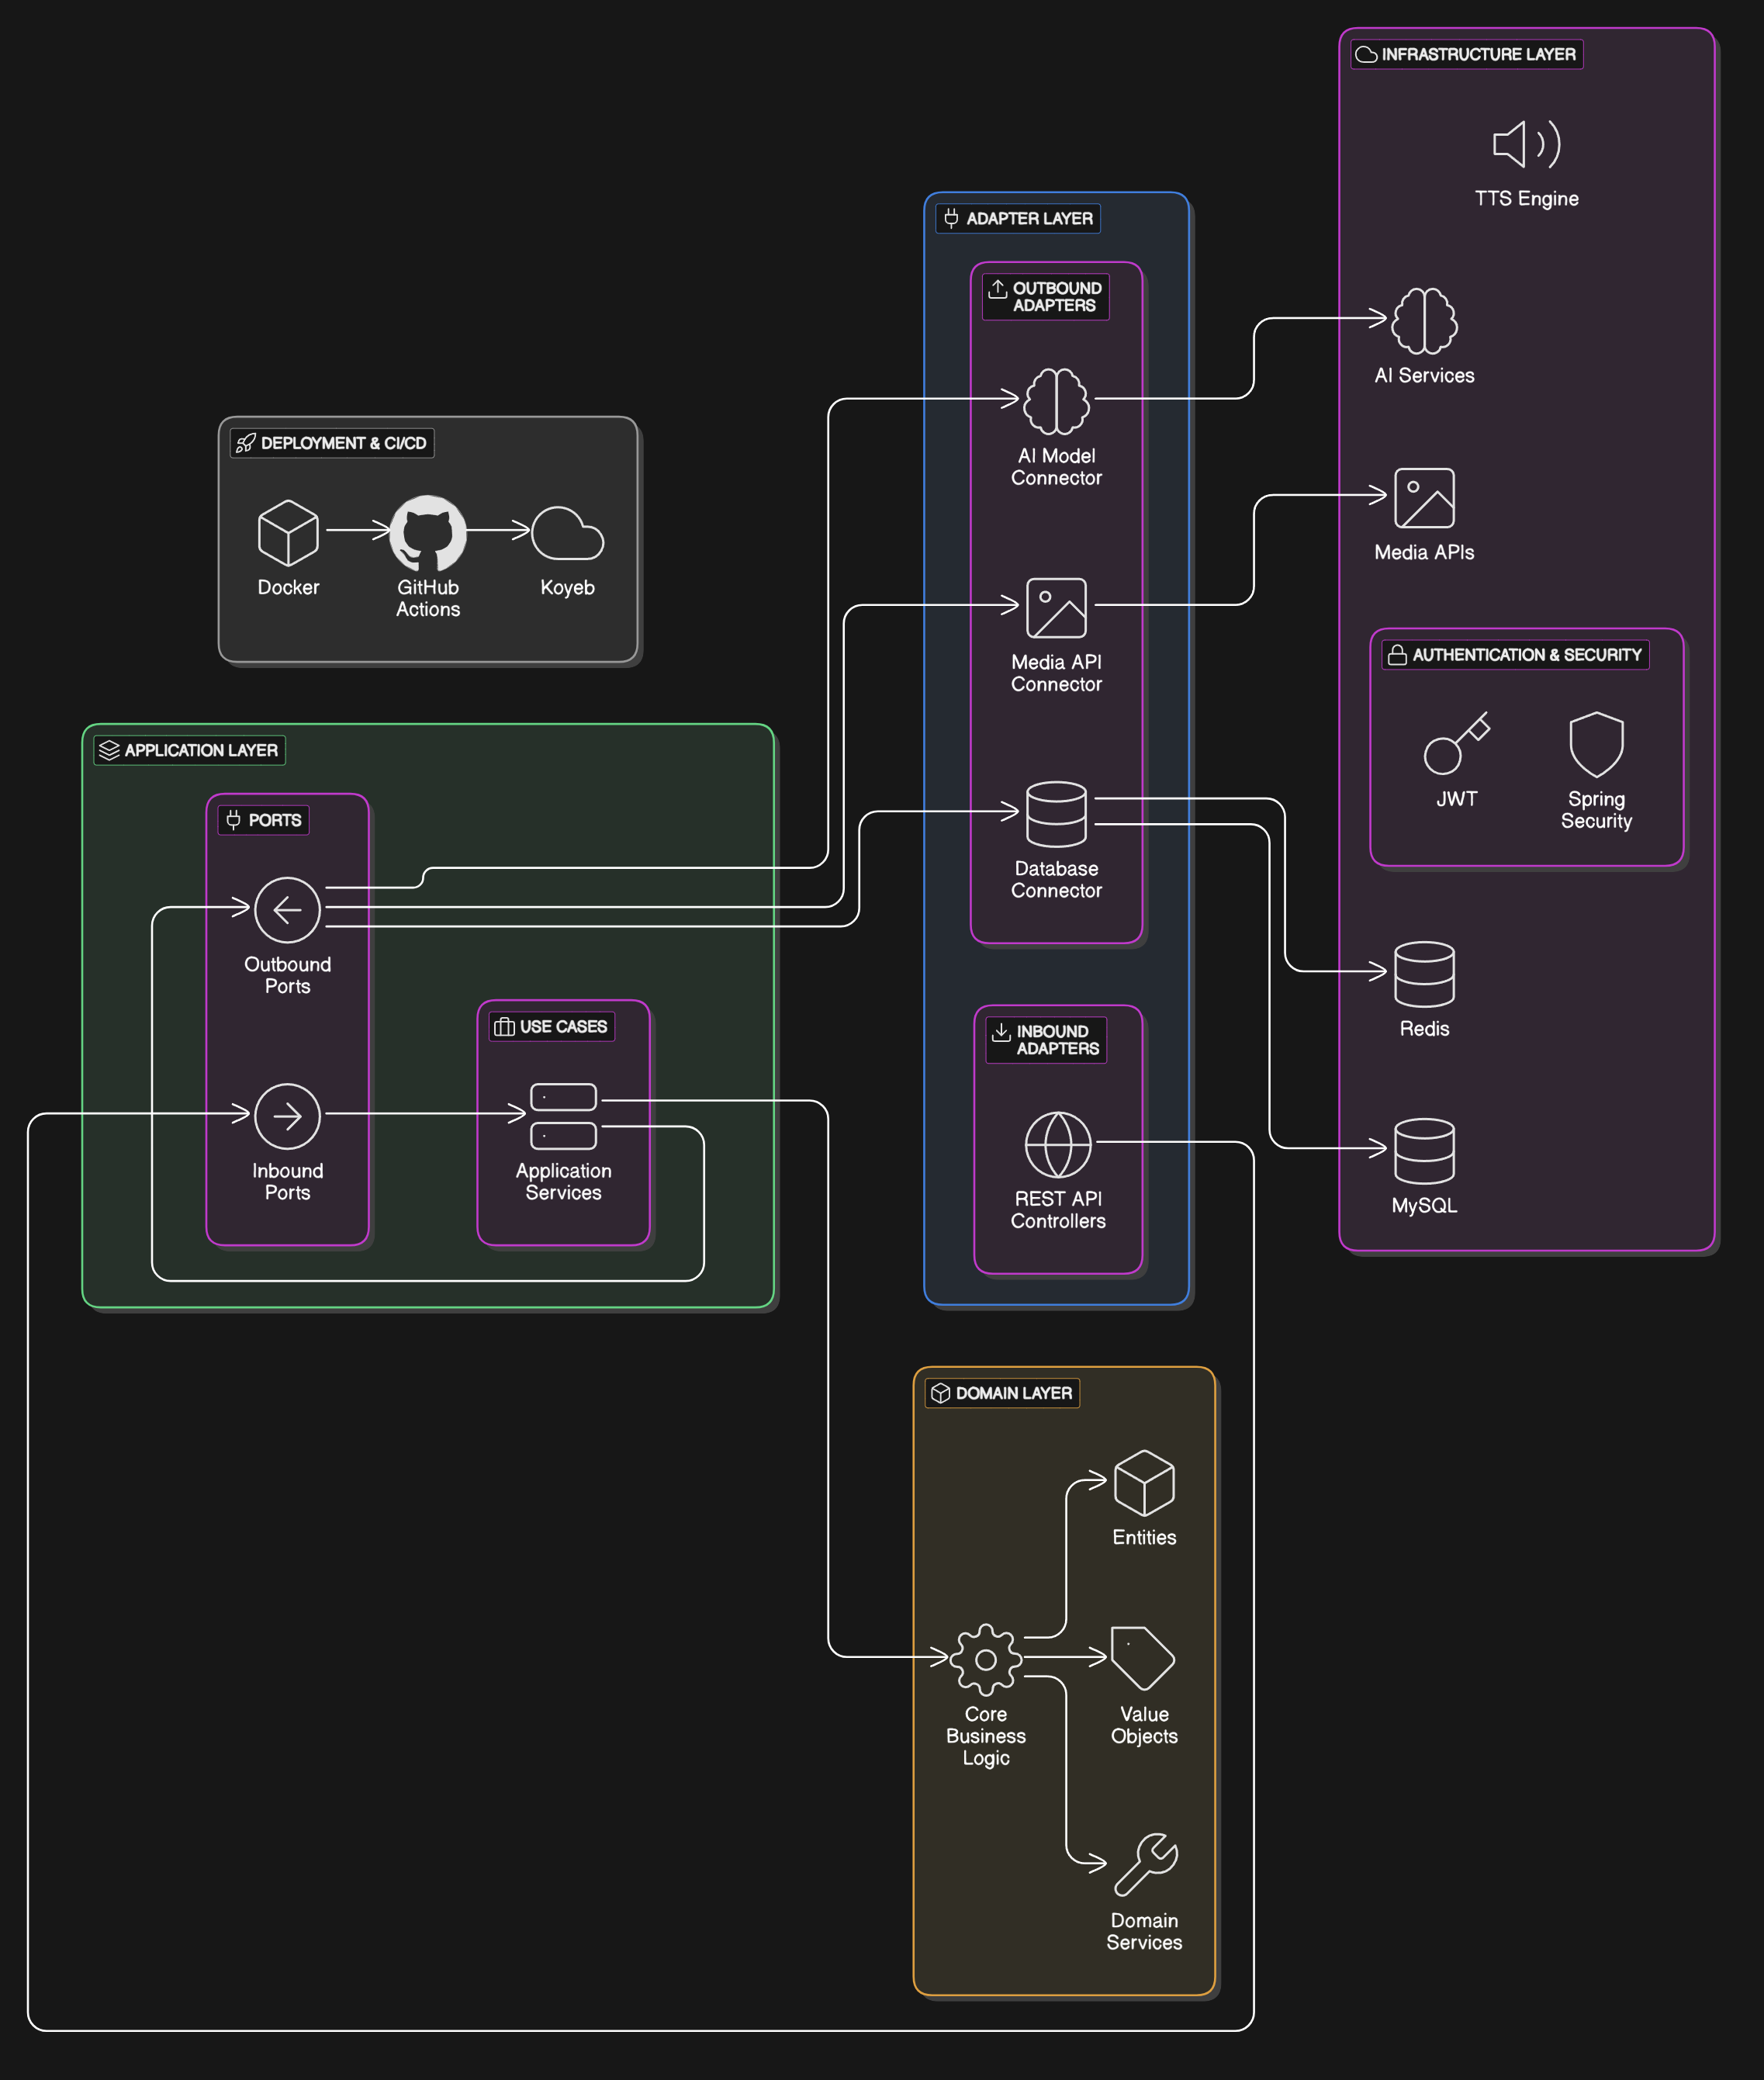 INFRASTRUCTURE LAYER
TTS Engine
AI Services
Media APIs
AUTHENTICATION & SECURITY
JWT
Spring
Security
Redis
MySQL
ADAPTER LAYER
OUTBOUND
ADAPTERS
AI Model
Connector
Media API
Connector
Database
Connector
INBOUND
ADAPTERS
REST API
Controllers
DEPLOYMENT & CI/CD
Docker
GitHub
Actions
Koyeb
APPLICATION LAYER
PORTS
Outbound
Ports
Inbound
Ports
USE CASES
Application
Services
DOMAIN LAYER
Entities
Core
Business
Logic
Value
Objects
Domain
Services